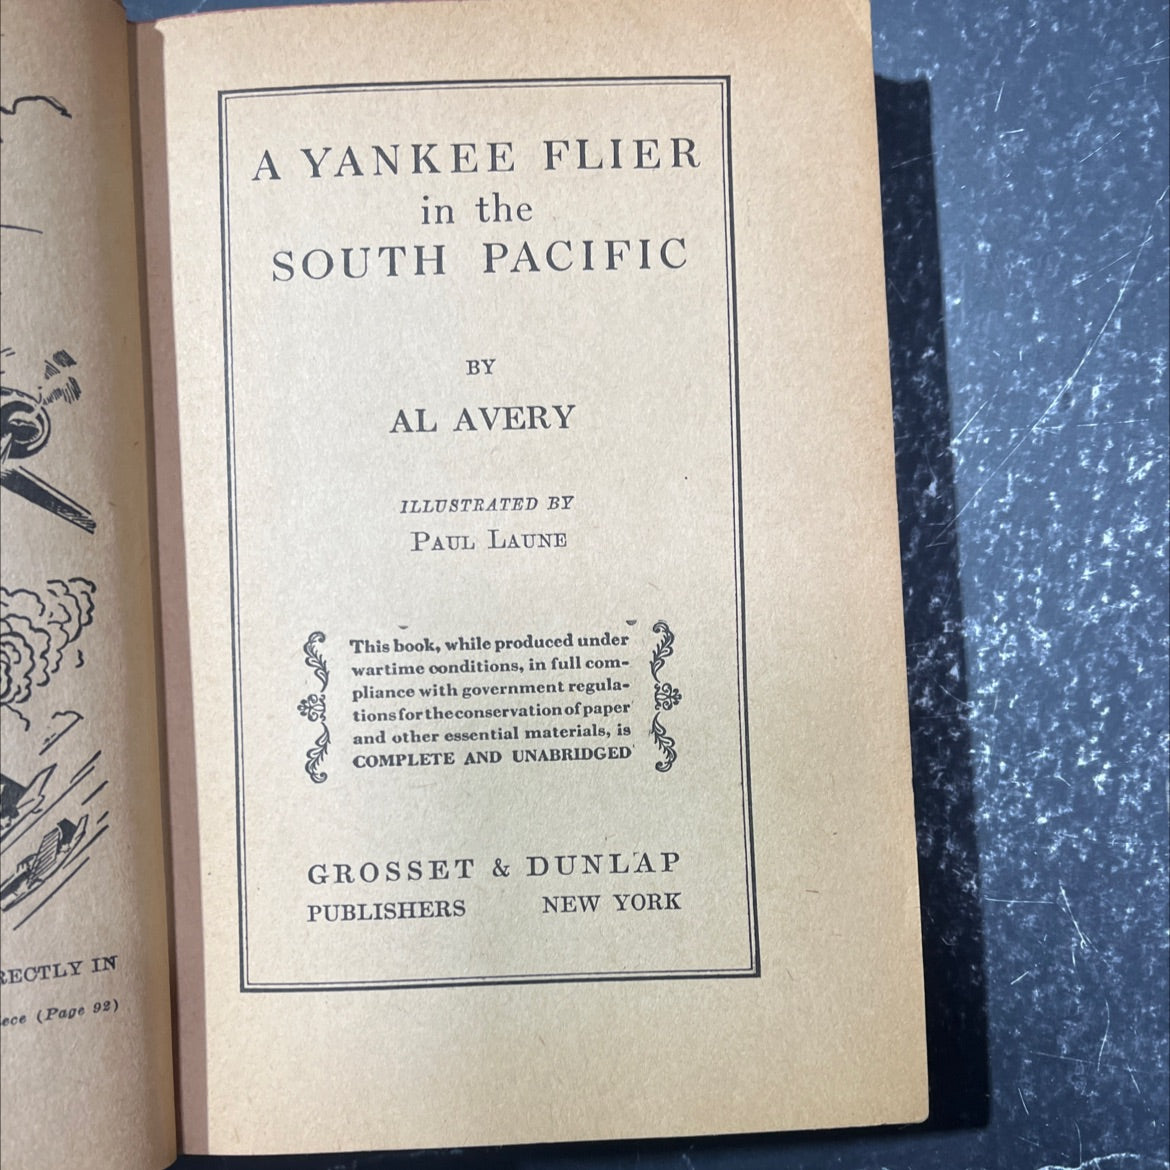 RECTLY IN
ece (Page 92)
A YANKEE FLIER
in the
SOUTH PACIFIC
BY
AL AVERY
ILLUSTRATED BY
PAUL LAUNE
This book, while produced under
wartime conditions, in full com-
pliance with government regula-
tions for the conservation of paper
and other essential materials, is
COMPLETE AND UNABRIDGED
GROSSET & DUNLAP
PUBLISHERS NEW YORK